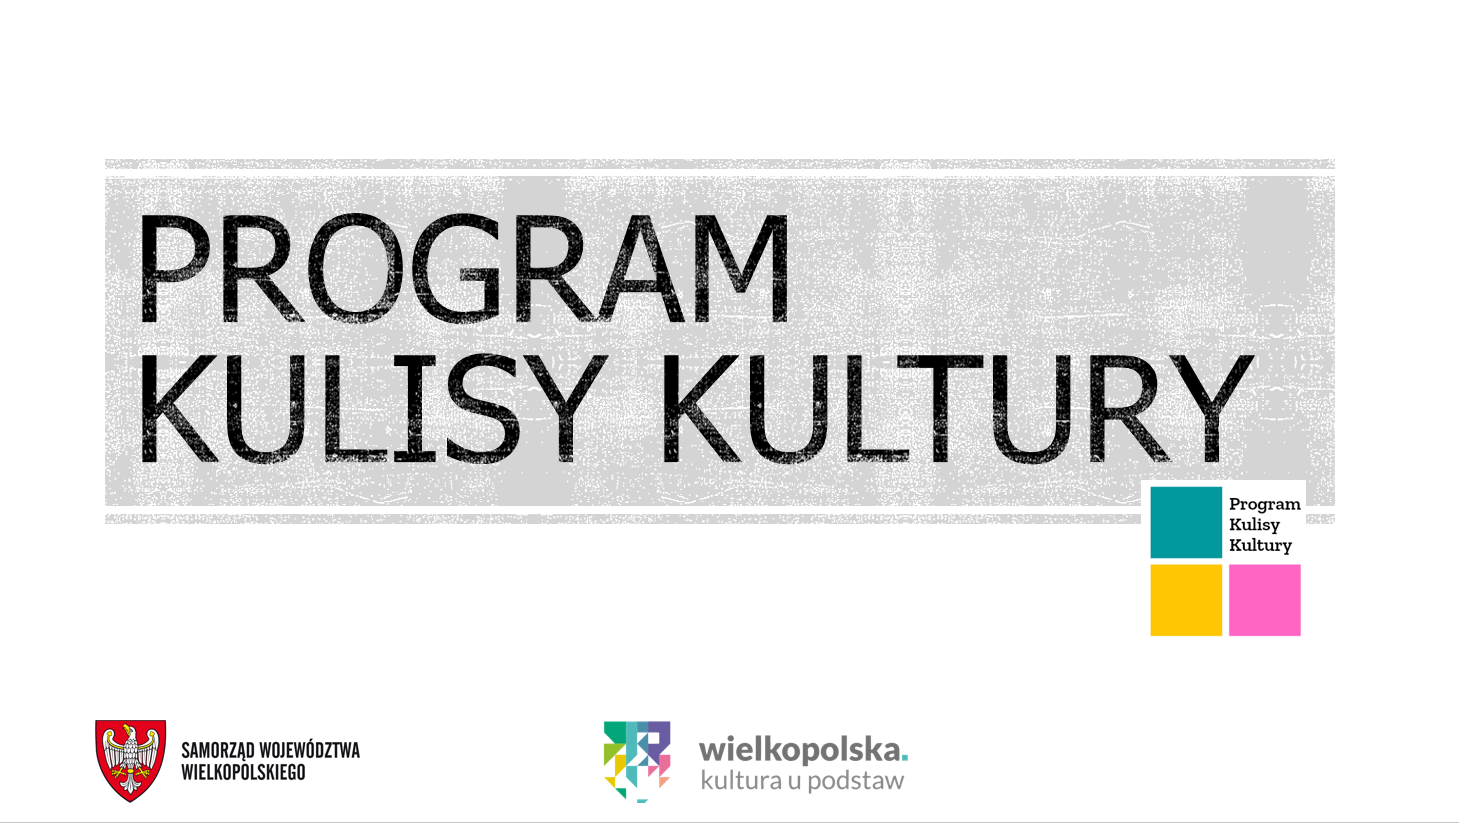 PROGRAM
KULISY KULTURY
Program
Kulisy
Kultury
SAMORZĄD WOJEWÓDZTWA
WIELKOPOLSKIEGO
wielkopolska.
kultura u podstaw